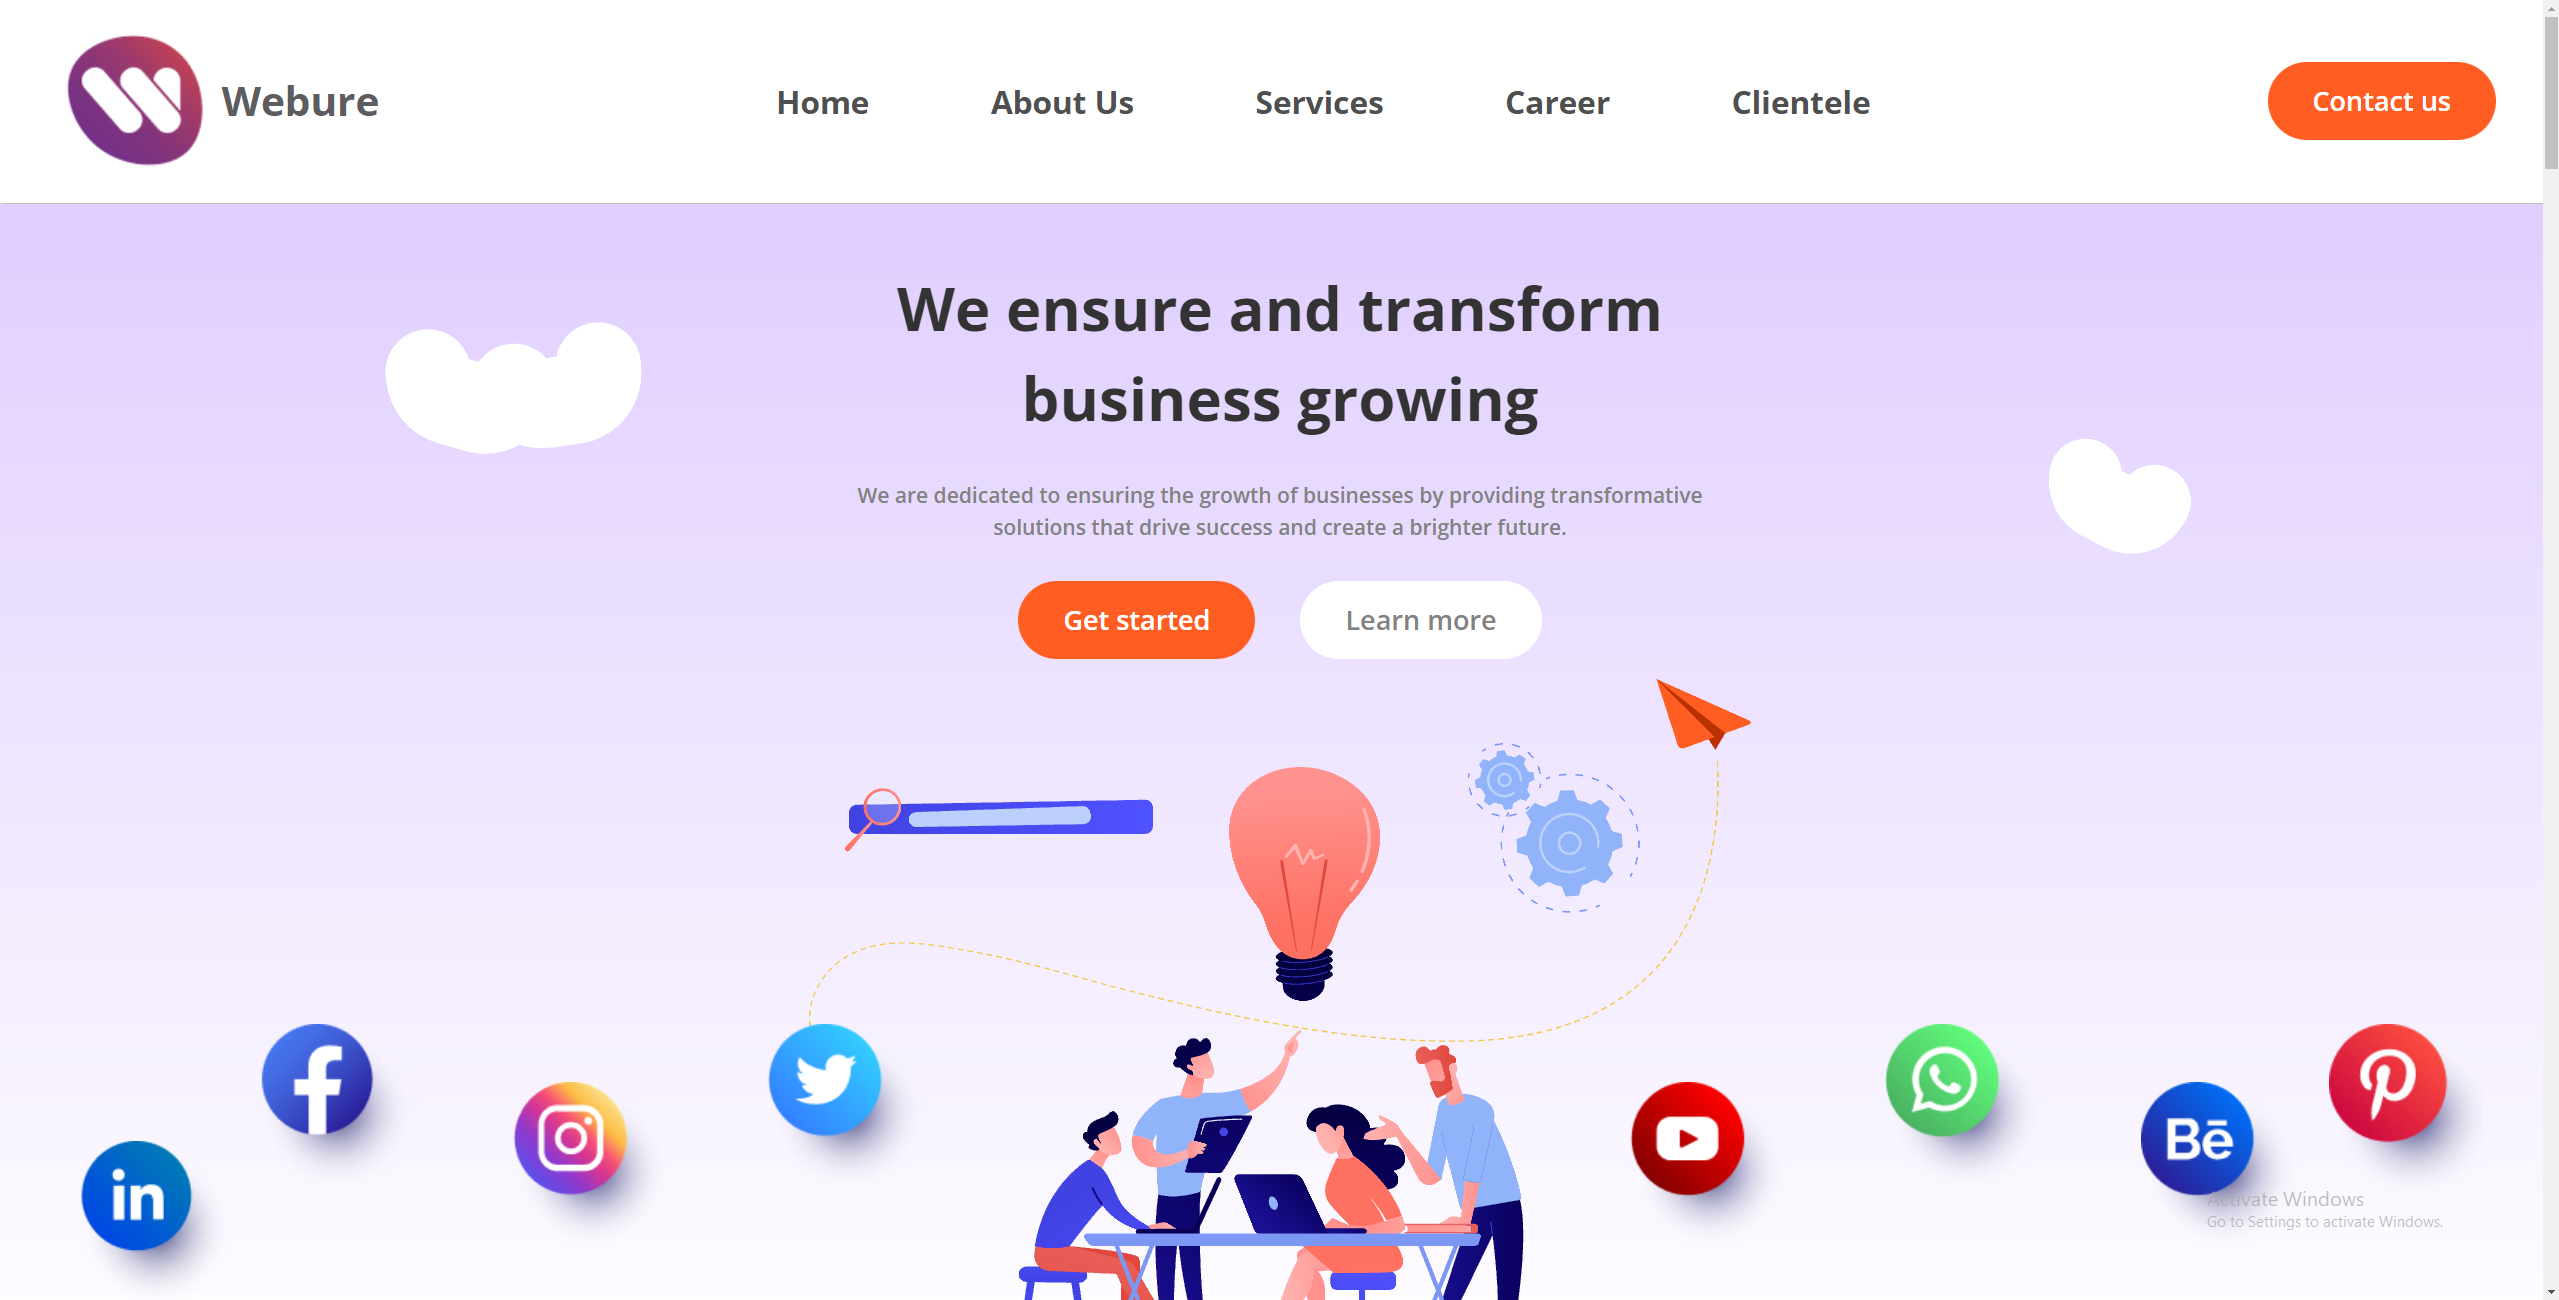 Webure
Home
About Us
Services
Career
Clientele
Contact us
We ensure and transform
business growing
We are dedicated to ensuring the growth of businesses by providing transformative
solutions that drive success and create a brighter future.
Get started
Learn more
in
Bē
Activate Windows
Go to Settings to activate Windows.